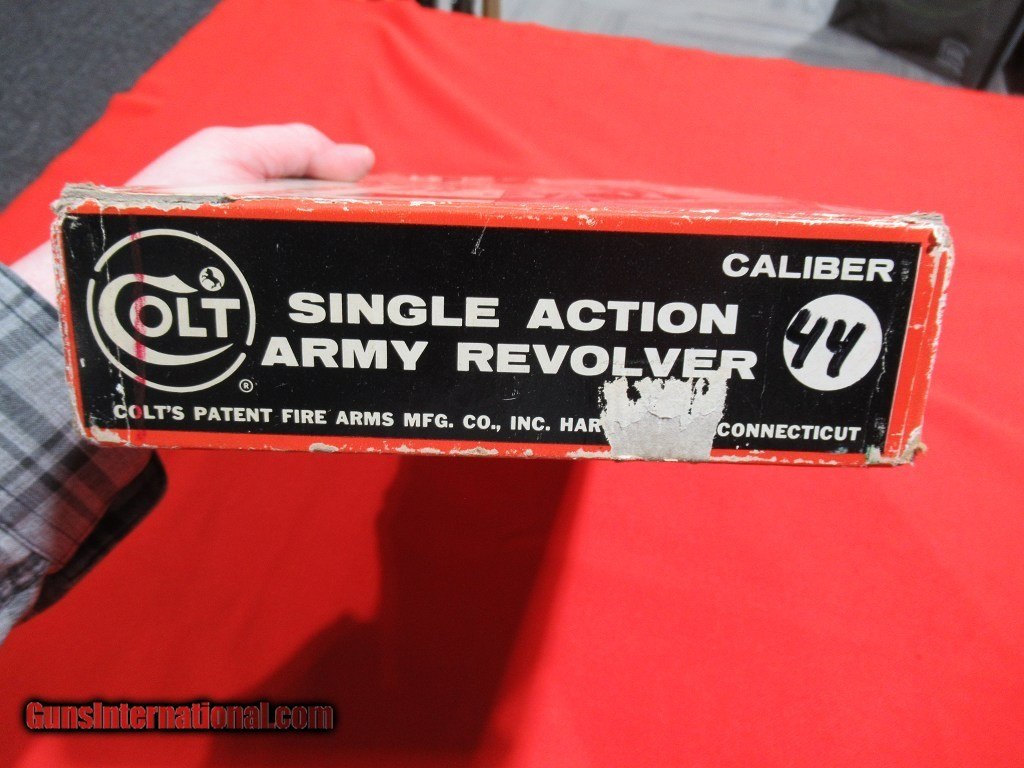 COLT
®
SINGLE ACTION
ARMY REVOLVER
CALIBER
44
COLT'S PATENT FIRE ARMS MFG. CO., INC. HAR CONNECTICUT
GunsInternational.com